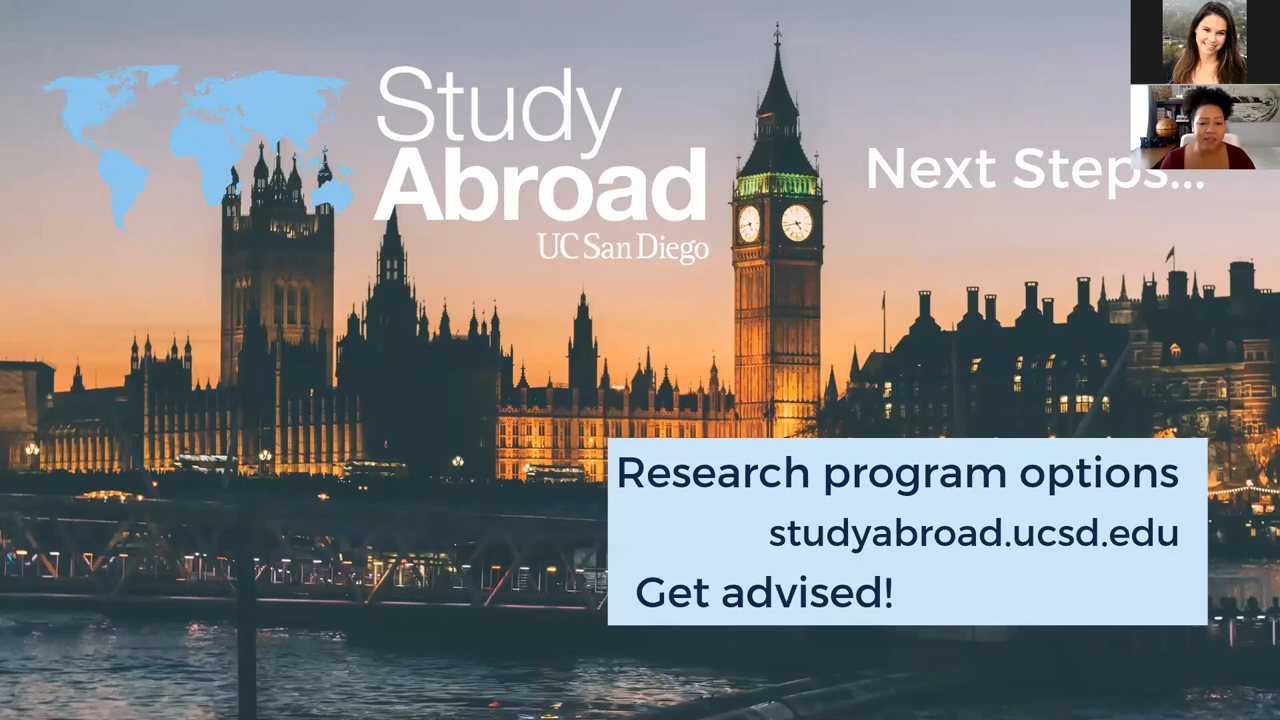 Study
Abroad
UC San Diego
Next Steps...
Research program options
studyabroad.ucsd.edu
Get advised!